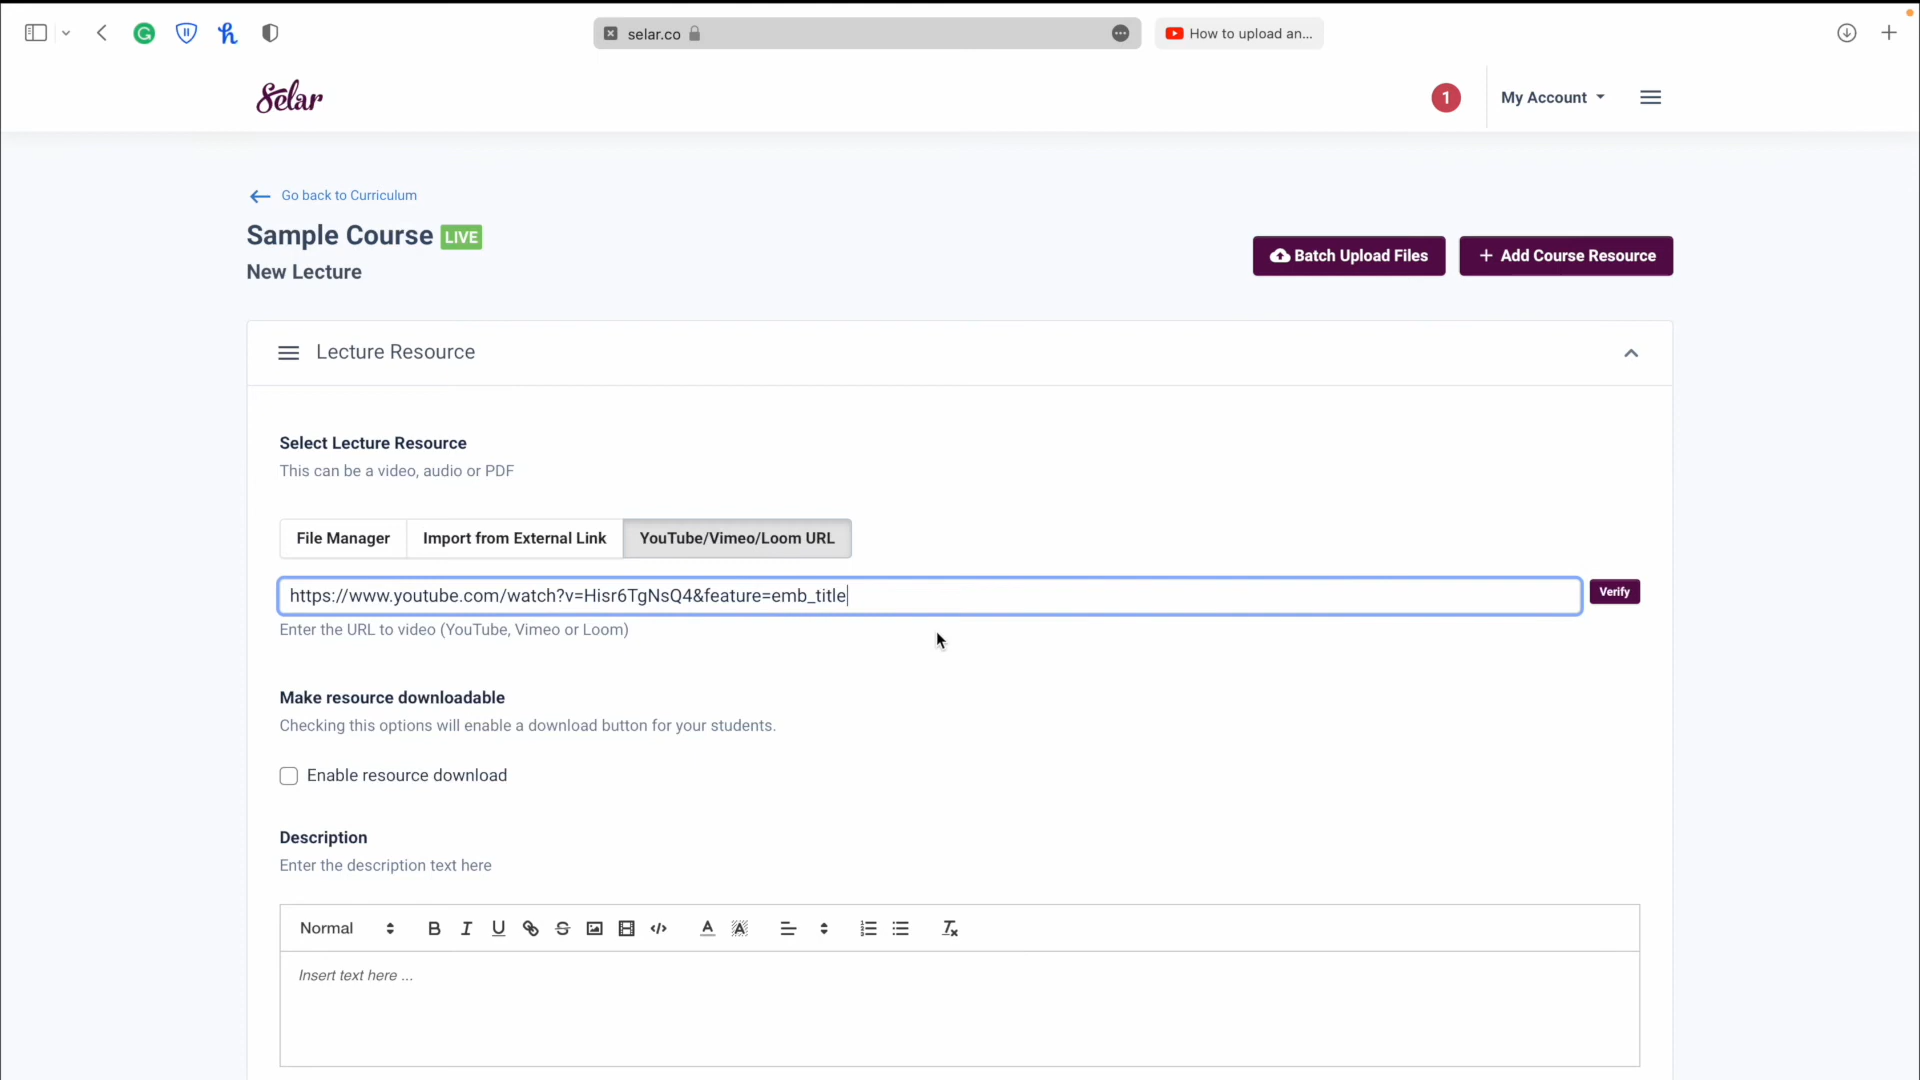 selar.co
How to upload an...
Selar
1
My Account
Go back to Curriculum
Sample Course LIVE
New Lecture
Batch Upload Files
+ Add Course Resource
Lecture Resource
Select Lecture Resource
This can be a video, audio or PDF
File Manager
Import from External Link
YouTube/Vimeo/Loom URL
https://www.youtube.com/watch?v=Hisr6TgNsQ4&feature=emb_title
Verify
Enter the URL to video (YouTube, Vimeo or Loom)
Make resource downloadable
Checking this options will enable a download button for your students.
Enable resource download
Description
Enter the description text here
Normal
Insert text here ...